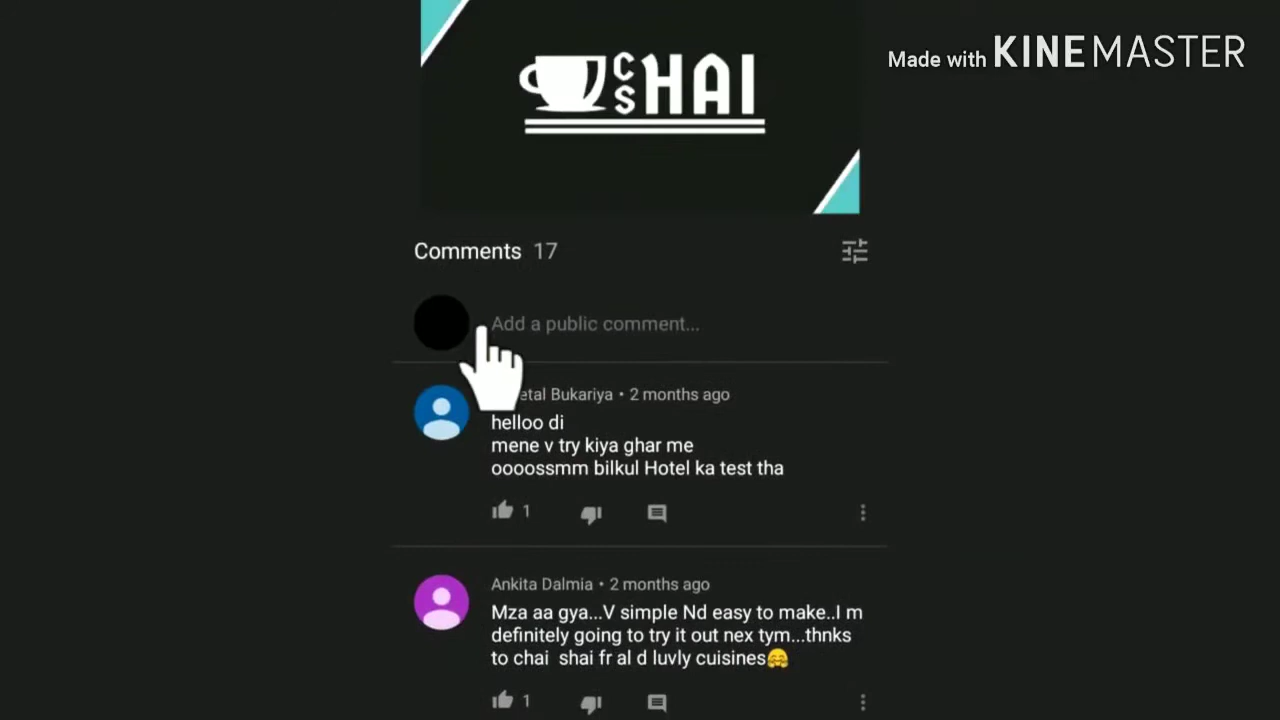 Made with KINEMASTER
C
S HAI
Comments 17
Add a public comment...
Bukariya • 2 months ago
helloo di
mene v try kiya ghar me
oooossmm bilkul Hotel ka test tha
1
Ankita Dalmia • 2 months ago
Mza aa gya...V simple Nd easy to make..I m
definitely going to try it out nex tym...thnks
to chai shai fr al d luvly cuisines🤗
1